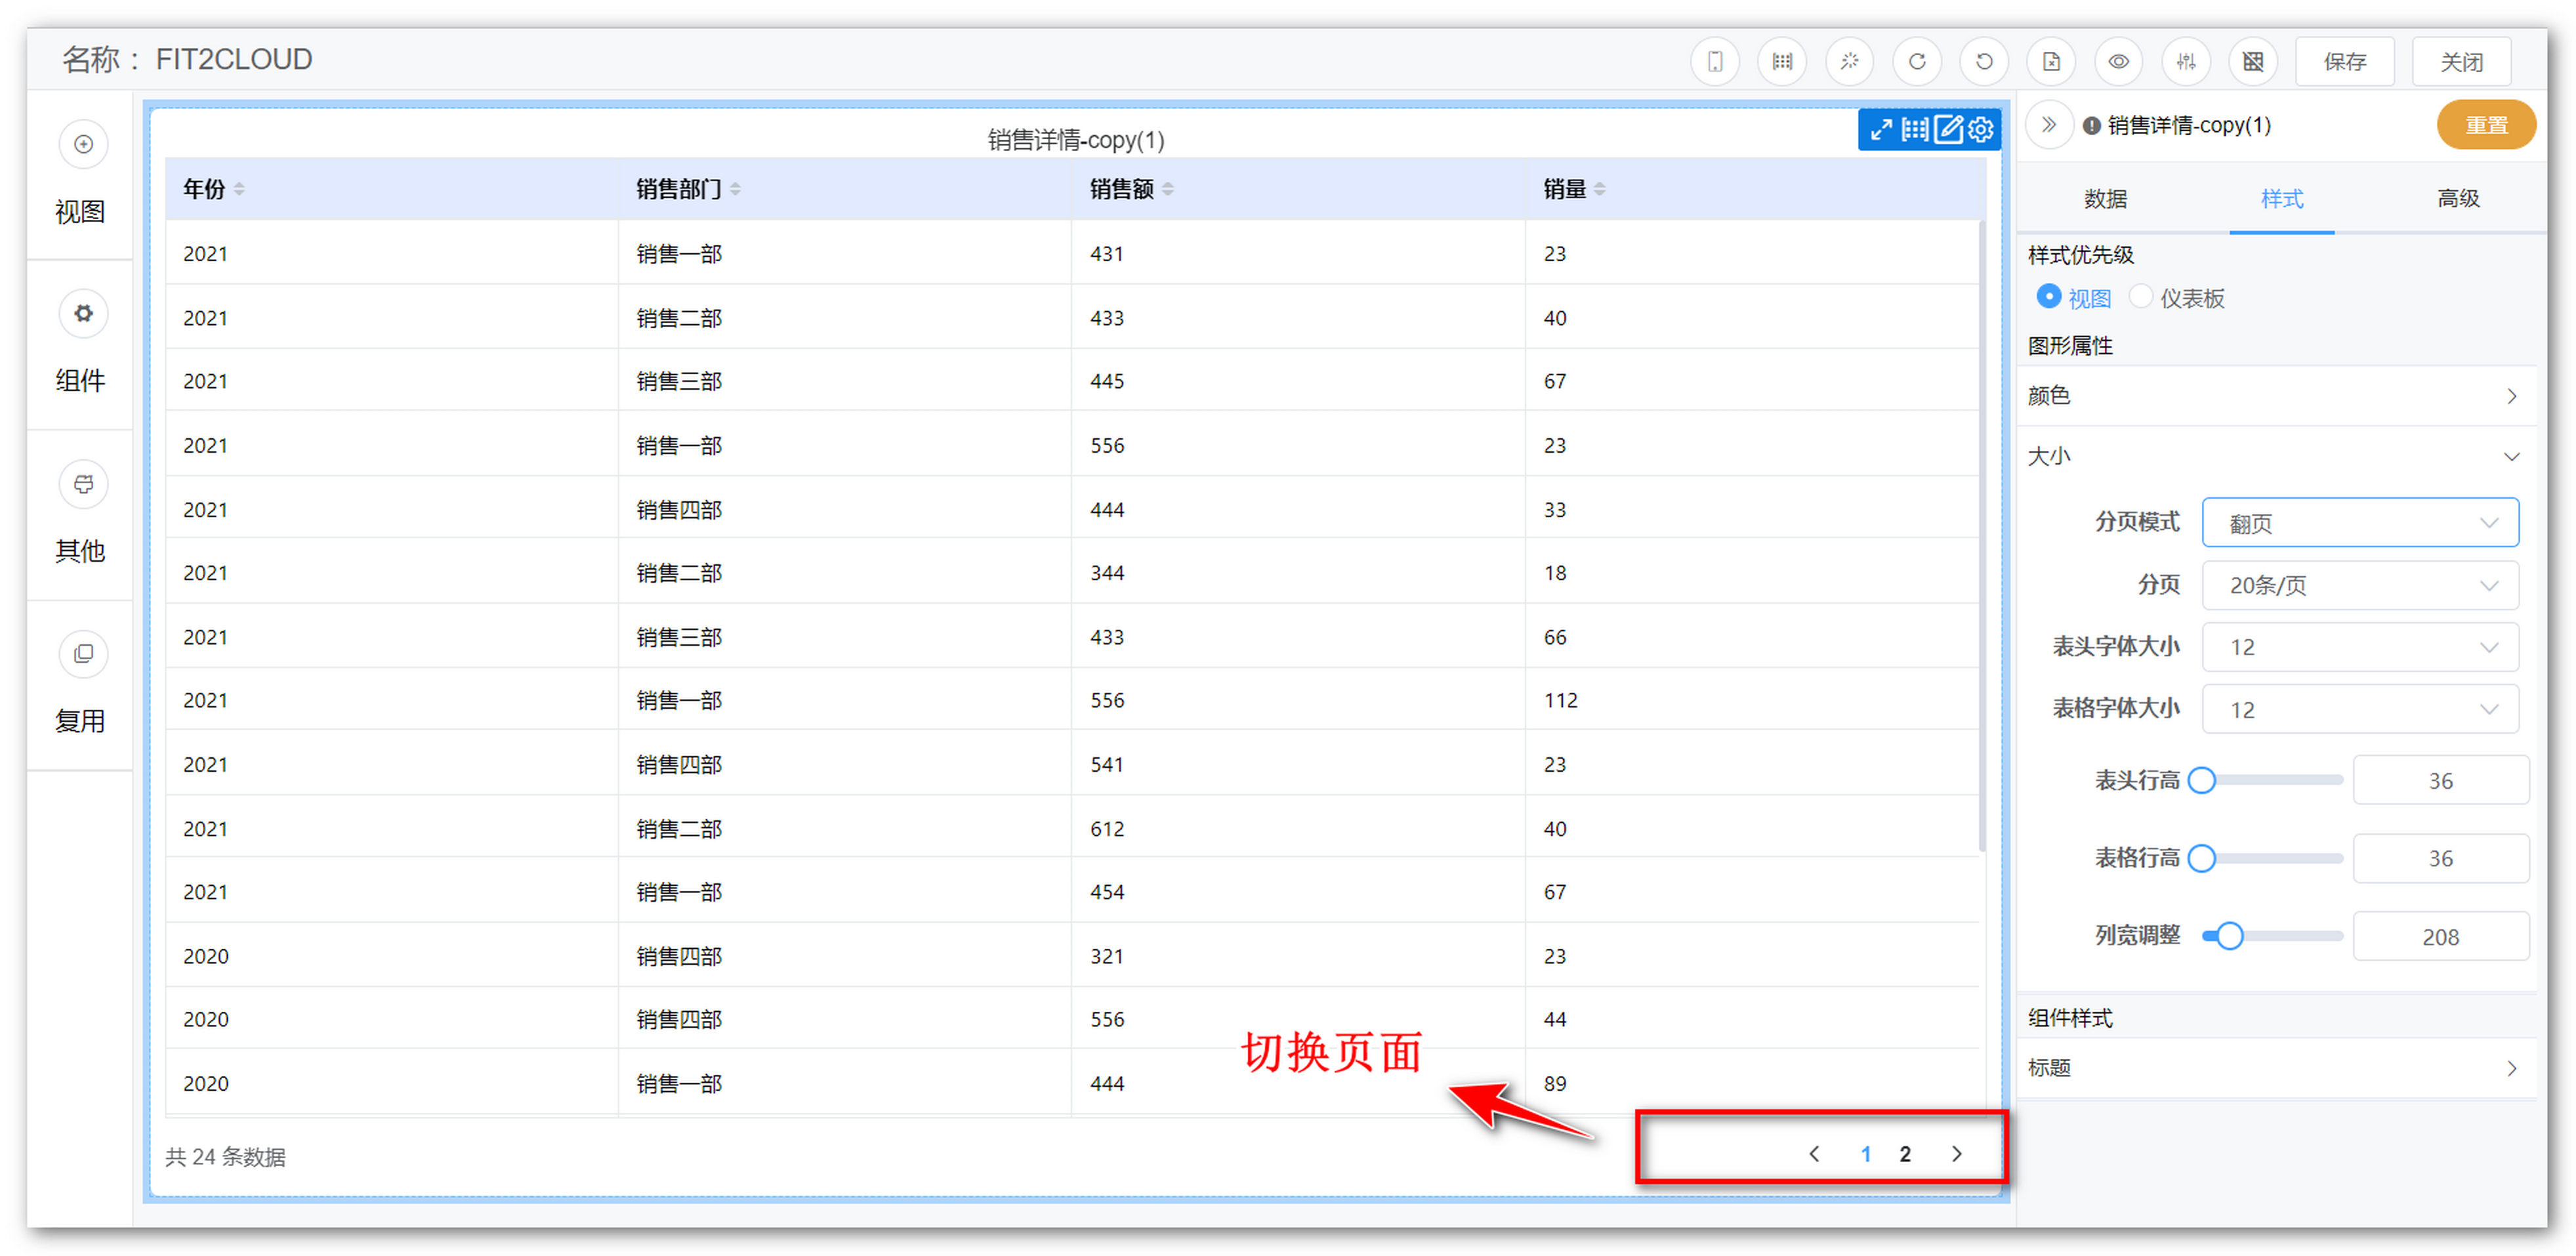 名称： FIT2CLOUD
保存
关闭
视图
组件
其他
复用
销售详情-copy(1)
年份 销售部门 销售额 销量
2021 销售一部 431 23
2021 销售二部 433 40
2021 销售三部 445 67
2021 销售一部 556 23
2021 销售四部 444 33
2021 销售二部 344 18
2021 销售三部 433 66
2021 销售一部 556 112
2021 销售四部 541 23
2021 销售二部 612 40
2021 销售一部 454 67
2020 销售四部 321 23
2020 销售四部 556 44
2020 销售一部 444 89
切换页面
共 24 条数据
1 2
销售详情-copy(1)
重置
数据 样式 高级
样式优先级
视图 仪表板
图形属性
颜色
大小
分页模式 翻页
分页 20条/页
表头字体大小 12
表格字体大小 12
表头行高 36
表格行高 36
列宽调整 208
组件样式
标题